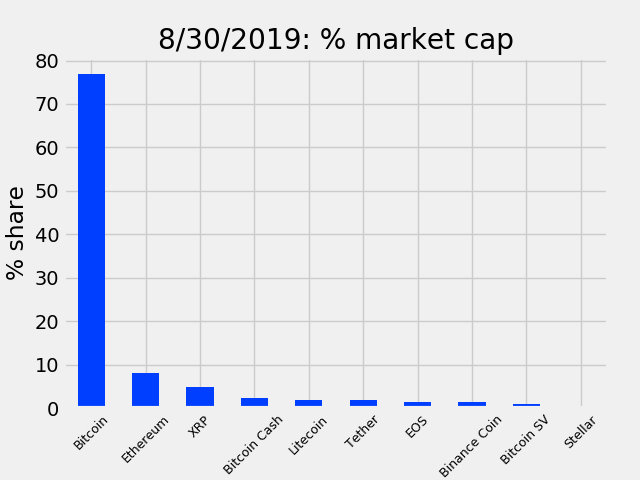 8/30/2019: % market cap
80
70
60
50
40
30
20
10
0
% share
Bitcoin
Ethereum
XRP
Bitcoin Cash
Litecoin
Tether
EOS
Binance Coin
Bitcoin SV
Stellar